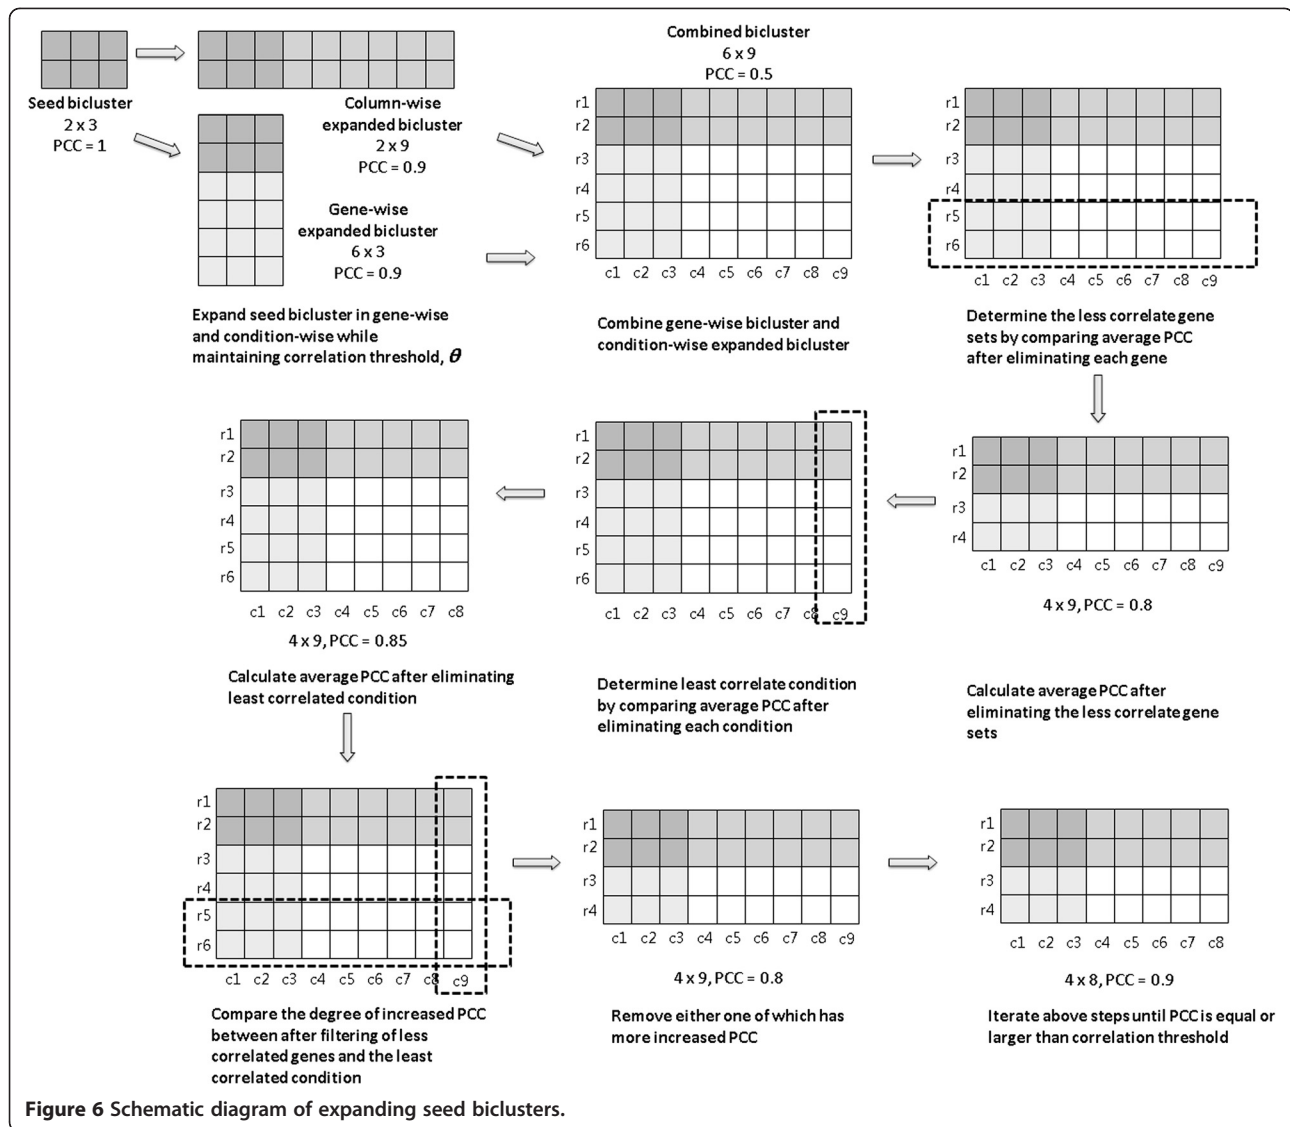 Seed bicluster
2 x 3
PCC = 1
Column-wise
expanded bicluster
2 x 9
PCC = 0.9
Gene-wise
expanded bicluster
6 x 3
PCC = 0.9
Expand seed bicluster in gene-wise
and condition-wise while
maintaining correlation threshold, θ
Combined bicluster
6 x 9
PCC = 0.5
r1
r2
r3
r4
r5
r6
c1 c2 c3 c4 c5 c6 c7 c8 c9
Combine gene-wise bicluster and
condition-wise expanded bicluster
r1
r2
r3
r4
r5
r6
c1 c2 c3 c4 c5 c6 c7 c8 c9
Determine the less correlate gene
sets by comparing average PCC
after eliminating each gene
r1
r2
r3
r4
c1 c2 c3 c4 c5 c6 c7 c8 c9
4 x 9, PCC = 0.8
Calculate average PCC after
eliminating the less correlate gene
sets
r1
r2
r3
r4
r5
r6
c1 c2 c3 c4 c5 c6 c7 c8 c9
Determine least correlate condition
by comparing average PCC after
eliminating each condition
r1
r2
r3
r4
r5
r6
c1 c2 c3 c4 c5 c6 c7 c8
4 x 9, PCC = 0.85
Calculate average PCC after eliminating
least correlated condition
r1
r2
r3
r4
r5
r6
c1 c2 c3 c4 c5 c6 c7 c8 c9
Compare the degree of increased PCC
between after filtering of less
correlated genes and the least
correlated condition
r1
r2
r3
r4
c1 c2 c3 c4 c5 c6 c7 c8 c9
4 x 9, PCC = 0.8
Remove either one of which has
more increased PCC
r1
r2
r3
r4
c1 c2 c3 c4 c5 c6 c7 c8
4 x 8, PCC = 0.9
Iterate above steps until PCC is equal or
larger than correlation threshold
Figure 6 Schematic diagram of expanding seed biclusters.